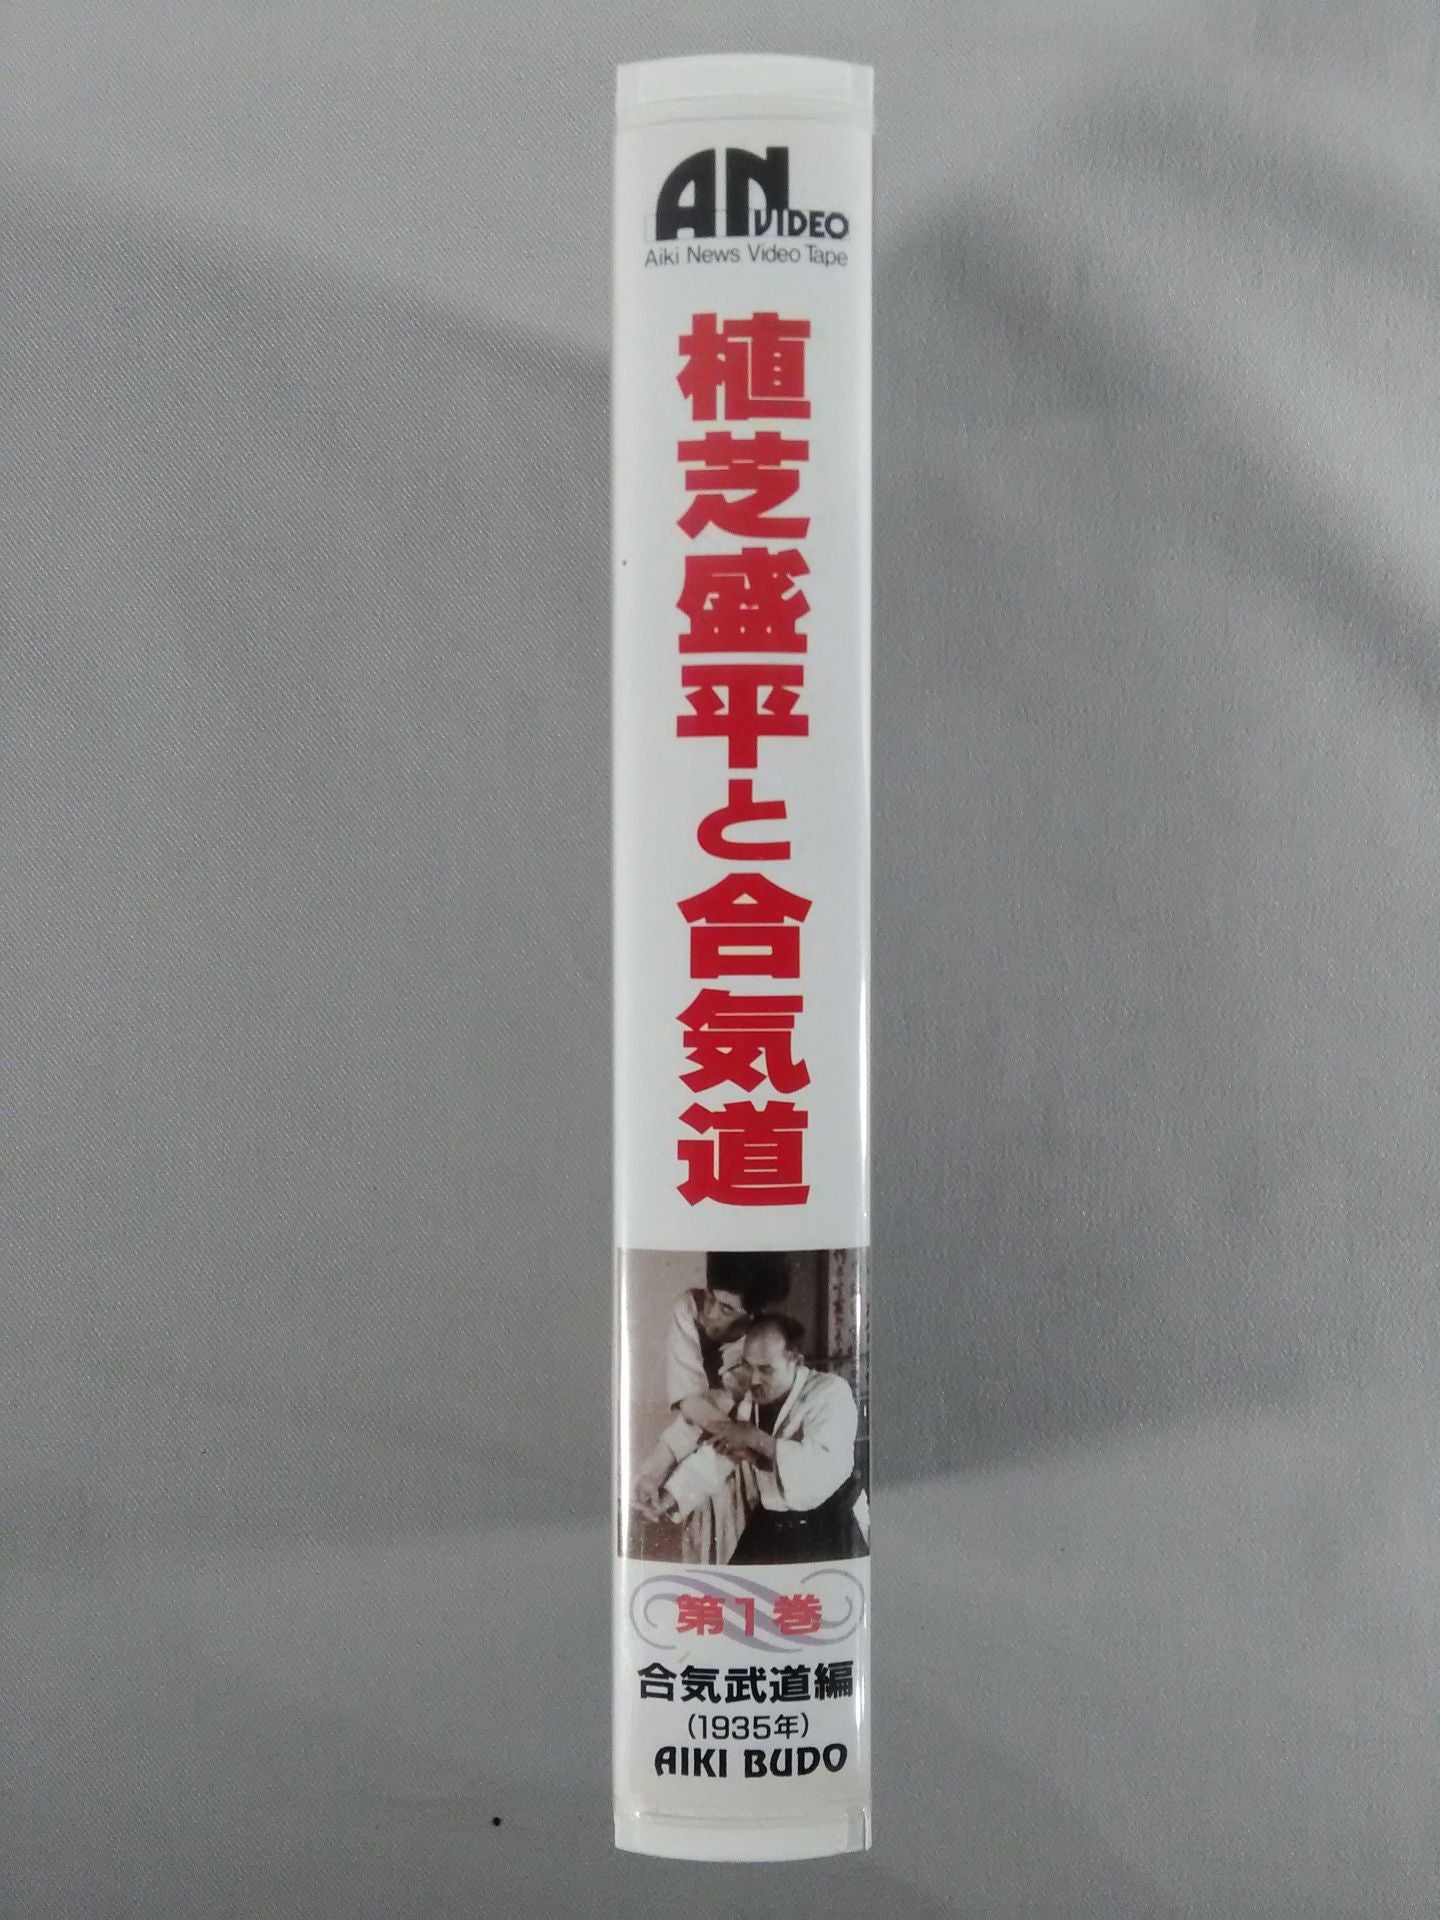 AN VIDEO
Aiki News Video Tape
植芝盛平と合気道
第1巻
合気武道編
(1935年)
AIKI BUDO